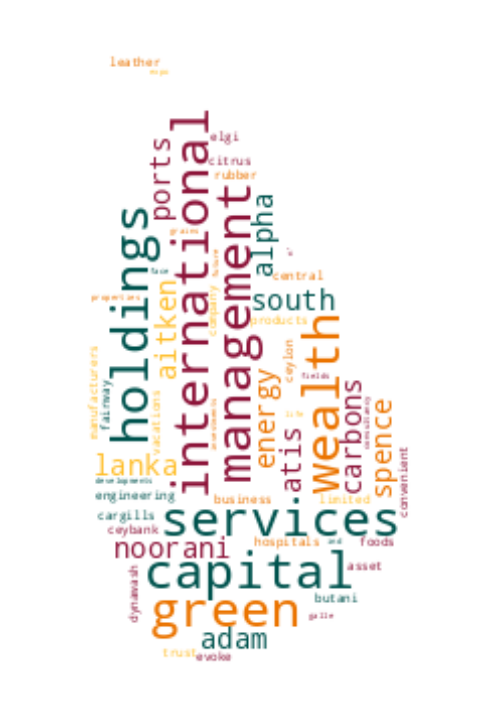 leather
international
elgi
ports
citrus
rubber
management
alpha
holdings
grains
future
face
central
aitken
south
properties
company
products
wealth
ceylon
manufacturers
fairway
energy
fields
carbons
vacations
investments
life
consultancy
spence
atis
convenient
lanka
developments
engineering
business
limited
services
cargills
ceybank
noorani
hospitals
and
foods
capital
asset
dynawash
butani
green
galle
adam
trust
evoke